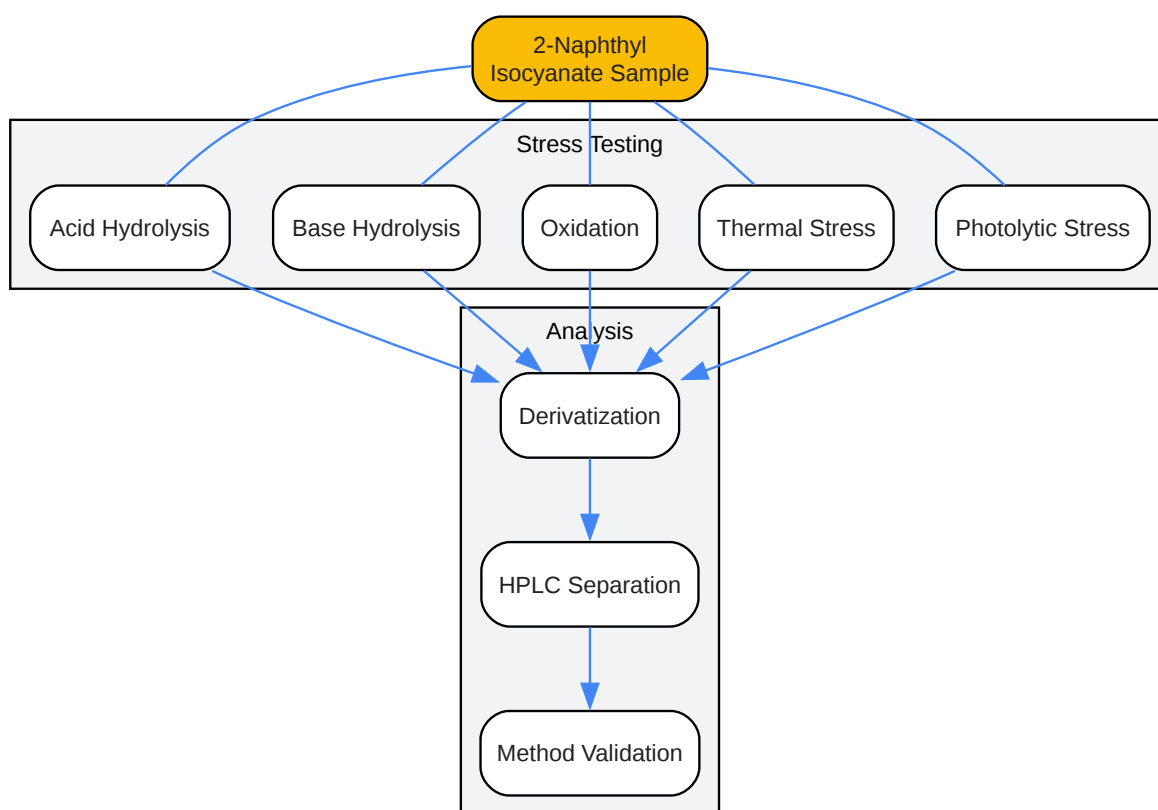 2-Naphthyl
Isocyanate Sample
Stress Testing
Acid Hydrolysis
Base Hydrolysis
Oxidation
Thermal Stress
Photolytic Stress
Analysis
Derivatization
HPLC Separation
Method Validation